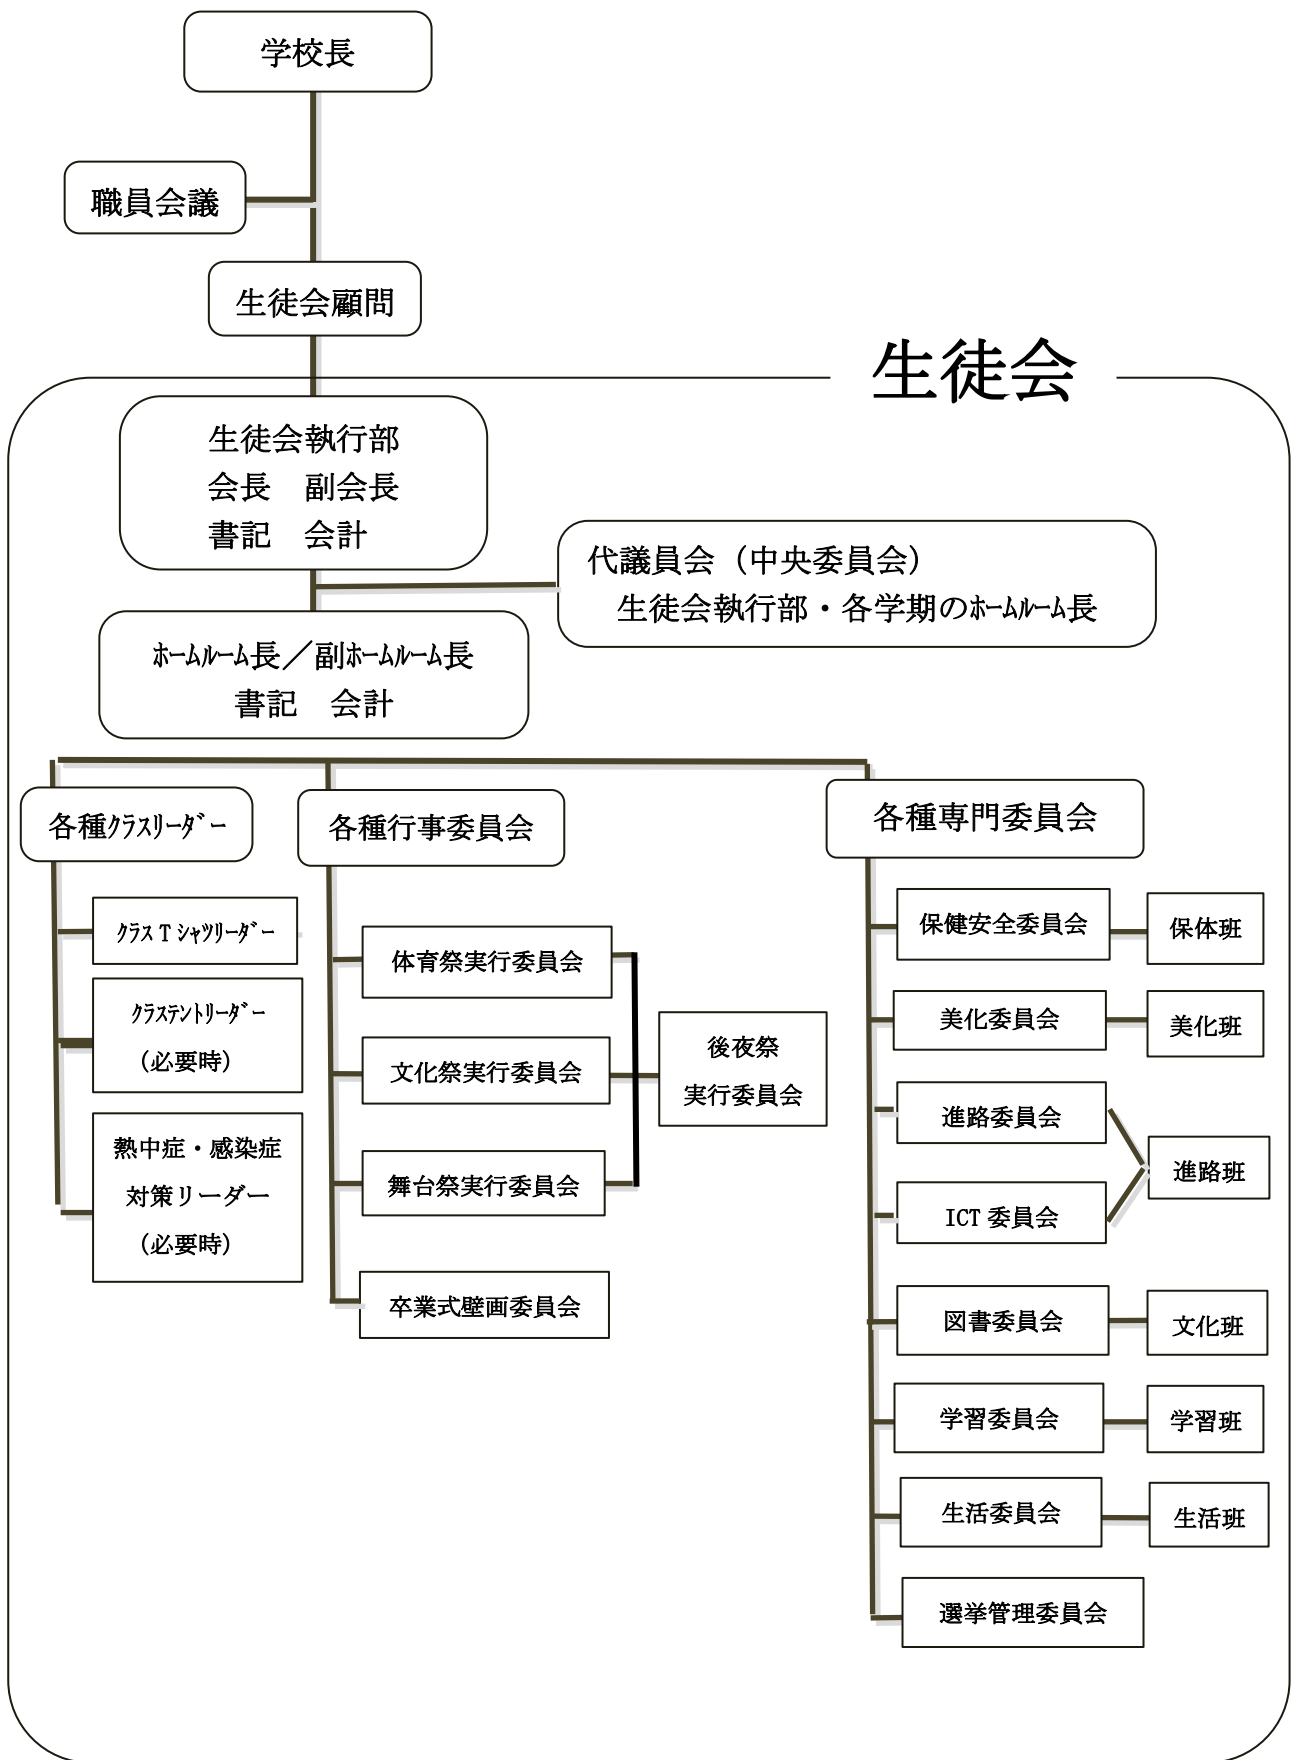 学校長
職員会議
生徒会顧問
生徒会
生徒会執行部
会長　副会長
書記　会計
代議員会（中央委員会）
生徒会執行部・各学期のﾎｰﾑﾙｰﾑ長
ﾎｰﾑﾙｰﾑ長／副ﾎｰﾑﾙｰﾑ長
書記　会計
各種ｸﾗｽﾘｰﾀﾞｰ
ｸﾗｽ T ｼｬﾂﾘｰﾀﾞｰ
ｸﾗｽﾃﾝﾄﾘｰﾀﾞｰ
（必要時）
熱中症・感染症
対策リーダー
（必要時）
各種行事委員会
体育祭実行委員会
文化祭実行委員会
舞台祭実行委員会
卒業式壁画委員会
後夜祭
実行委員会
各種専門委員会
保健安全委員会
保体班
美化委員会
美化班
進路委員会
ICT 委員会
進路班
図書委員会
文化班
学習委員会
学習班
生活委員会
生活班
選挙管理委員会